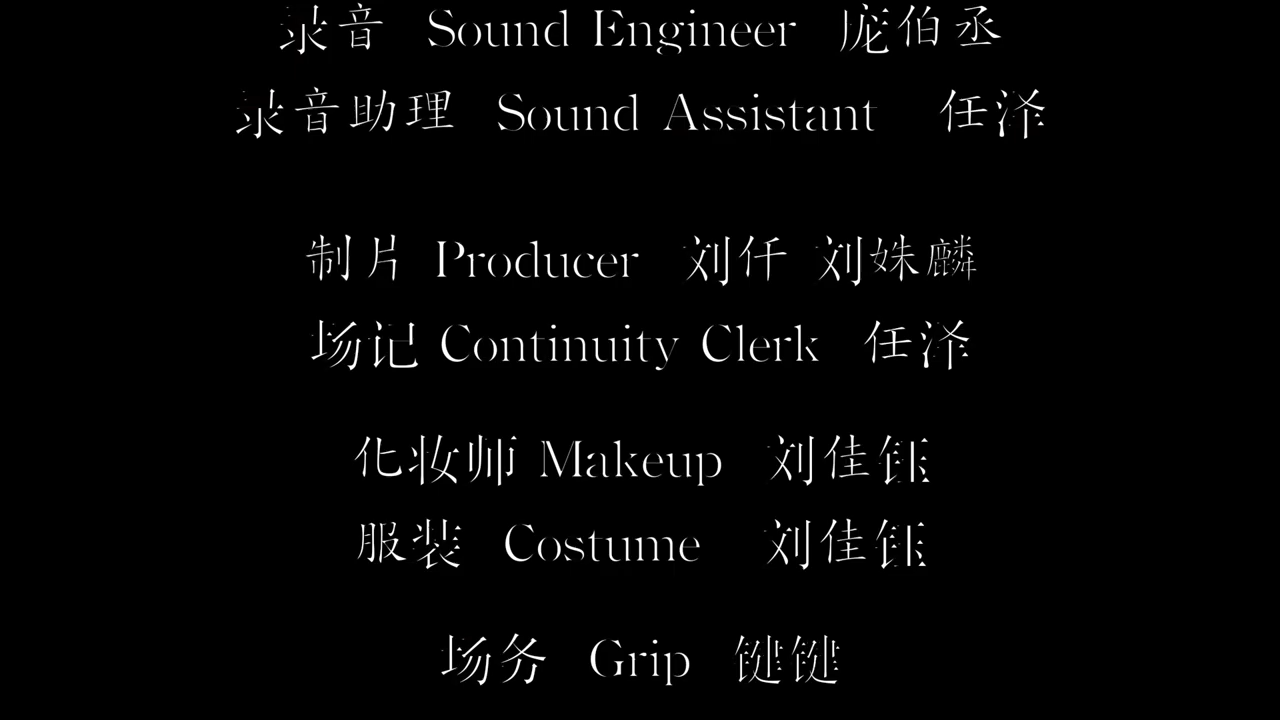 录音 Sound Engineer 庞伯丞
录音助理 Sound Assistant 任泽
制片 Producer 刘仟 刘姝麟
场记 Continuity Clerk 任泽
化妆师 Makeup 刘佳钰
服装 Costume 刘佳钰
场务 Grip 键键